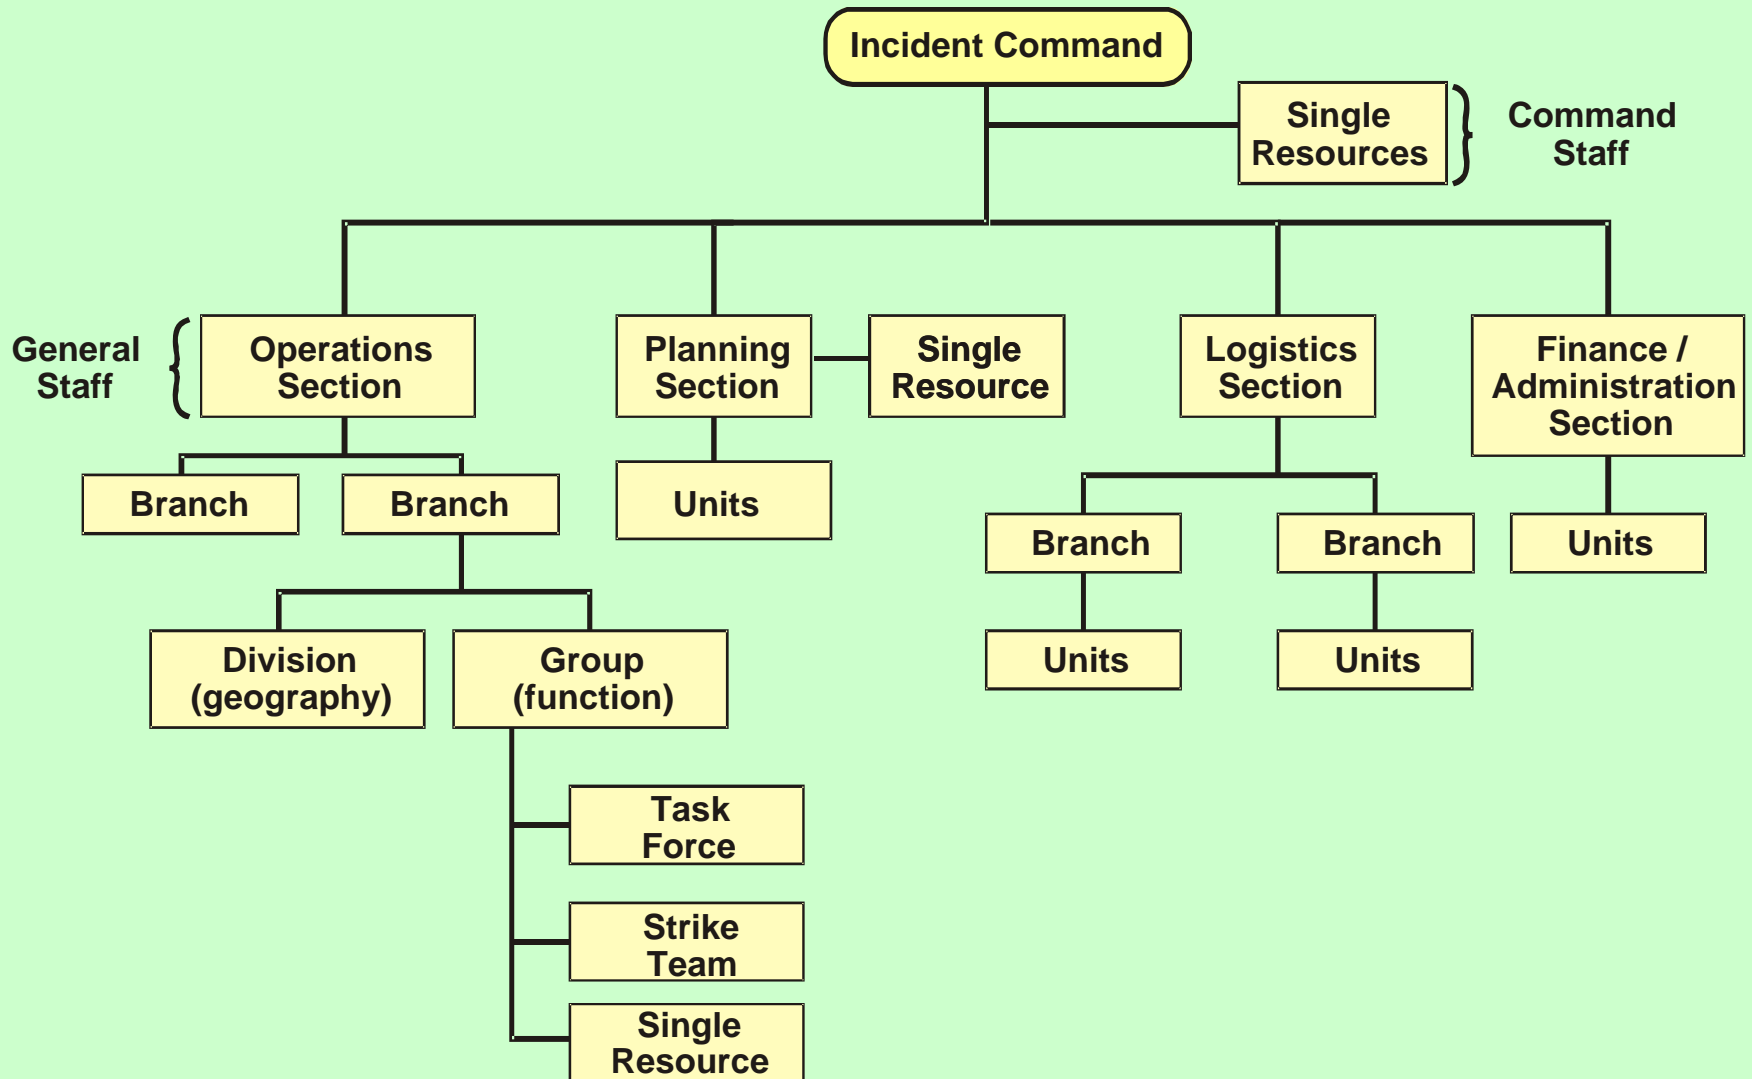 Incident Command
Single
Resources
Command
Staff
General
Staff
Operations
Section
Planning
Section
Single
Resource
Logistics
Section
Finance /
Administration
Section
Branch
Branch
Units
Branch
Branch
Units
Division
(geography)
Group
(function)
Units
Units
Task
Force
Strike
Team
Single
Resource